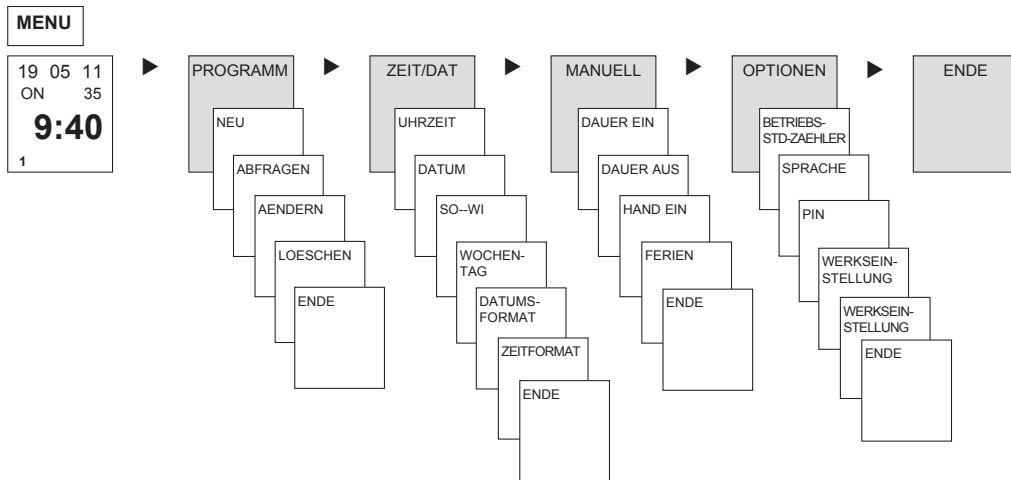 MENU
19 05 11
ON 35
9:40
1
PROGRAMM
NEU
ABFRAGEN
AENDERN
LOESCHEN
ENDE
ZEIT/DAT
UHRZEIT
DATUM
SO--WI
WOCHEN-
TAG
DATUMS-
FORMAT
ZEITFORMAT
ENDE
MANUELL
DAUER EIN
DAUER AUS
HAND EIN
FERIEN
ENDE
OPTIONEN
BETRIEBS-
STD-ZAEHLER
SPRACHE
PIN
WERKSEIN-
STELLUNG
WERKSEIN-
STELLUNG
ENDE
ENDE